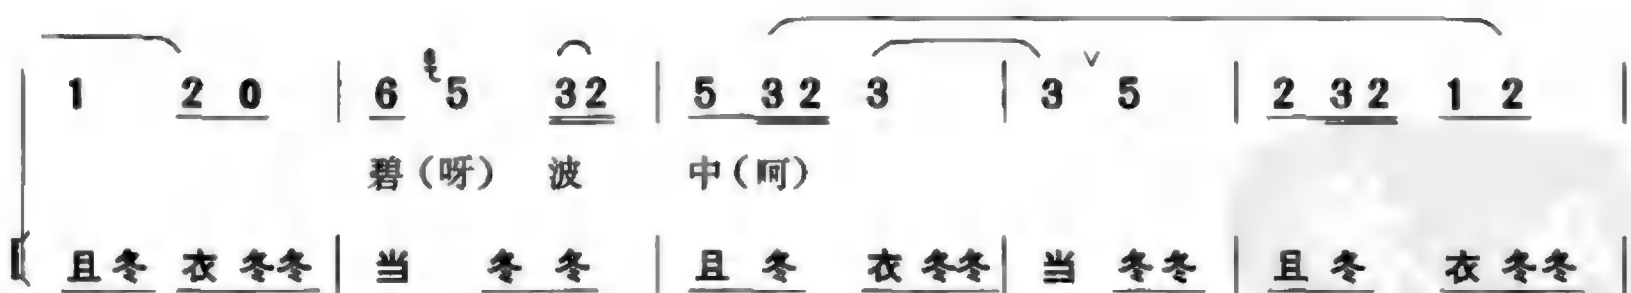 1 2 0 | 6 5 32 | 5 32 3 | 3 5 | 2 32 1 2 |
碧(呀) 波 中(呵)
且冬 衣冬冬 | 当 冬冬 | 且冬 衣冬冬 | 当 冬冬 | 且冬 衣冬冬 |